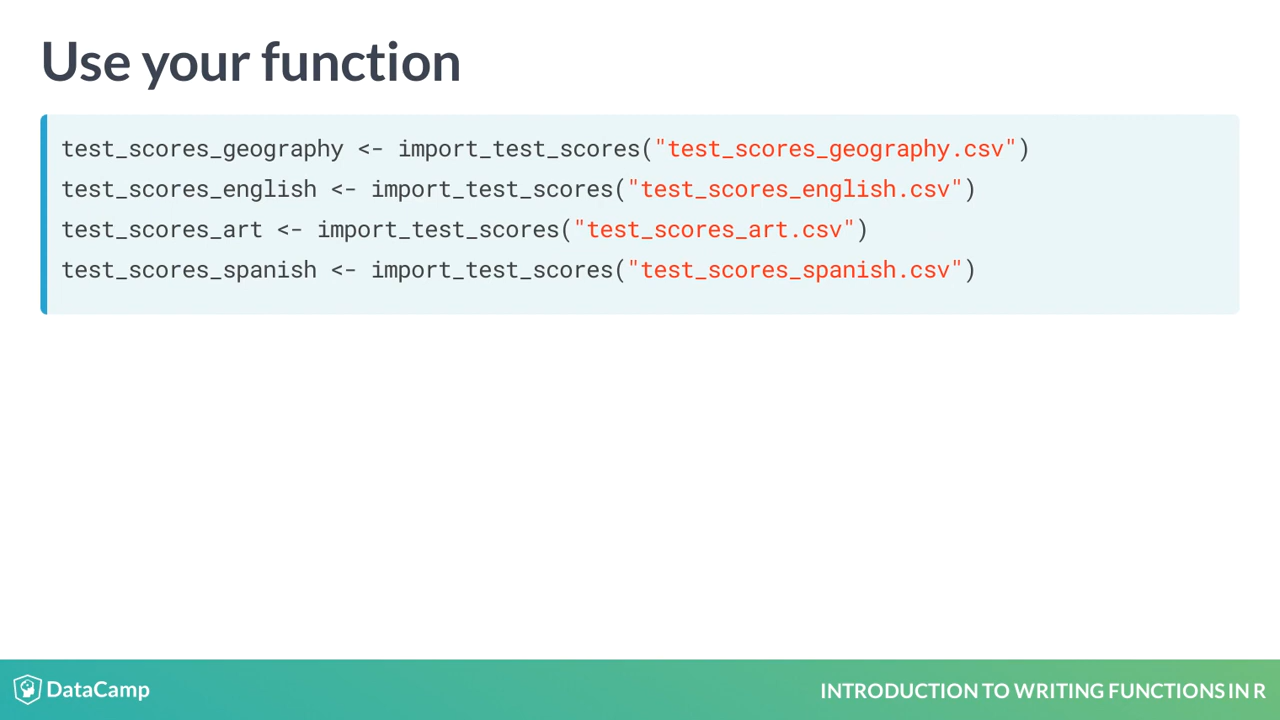 Use your function
test_scores_geography <- import_test_scores("test_scores_geography.csv")
test_scores_english <- import_test_scores("test_scores_english.csv")
test_scores_art <- import_test_scores("test_scores_art.csv")
test_scores_spanish <- import_test_scores("test_scores_spanish.csv")
DataCamp
INTRODUCTION TO WRITING FUNCTIONS IN R